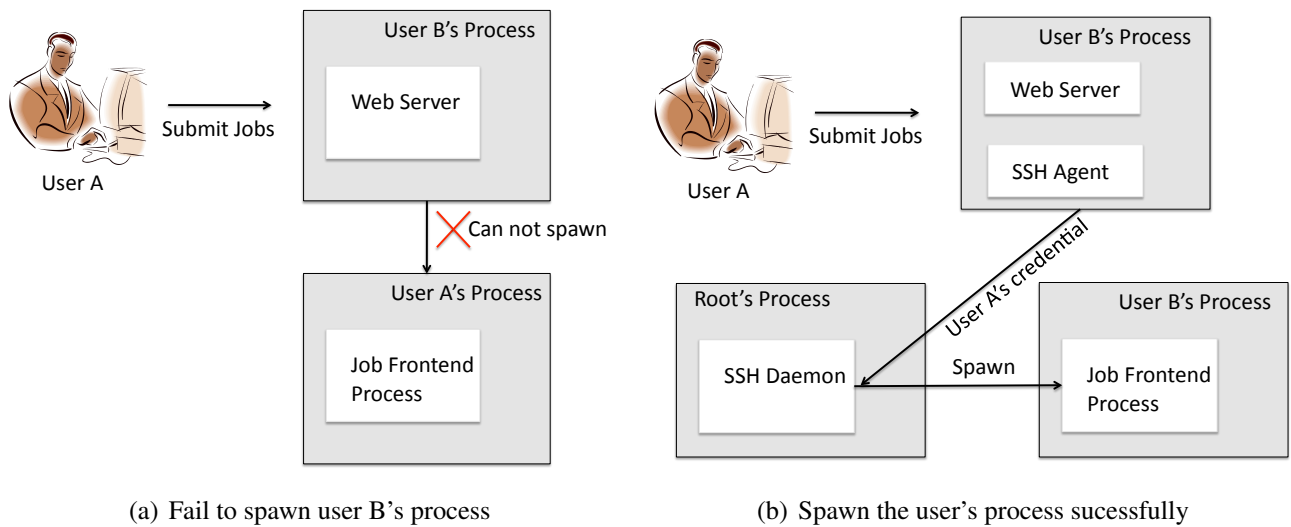 User B's Process
Web Server
Submit Jobs
User A
Can not spawn
User A's Process
Job Frontend
Process
(a) Fail to spawn user B's process
User B's Process
Web Server
Submit Jobs
SSH Agent
User A
User A's credential
Root's Process
User B's Process
SSH Daemon
Spawn
Job Frontend
Process
(b) Spawn the user's process sucessfully